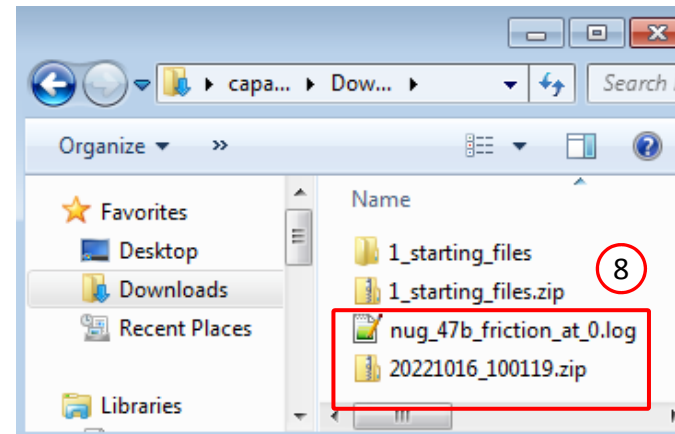 capa... Dow... Search
Organize »
Favorites
Desktop
Downloads
Recent Places
Libraries
Name
1_starting_files
1_starting_files.zip
nug_47b_friction_at_0.log
20221016_100119.zip
8